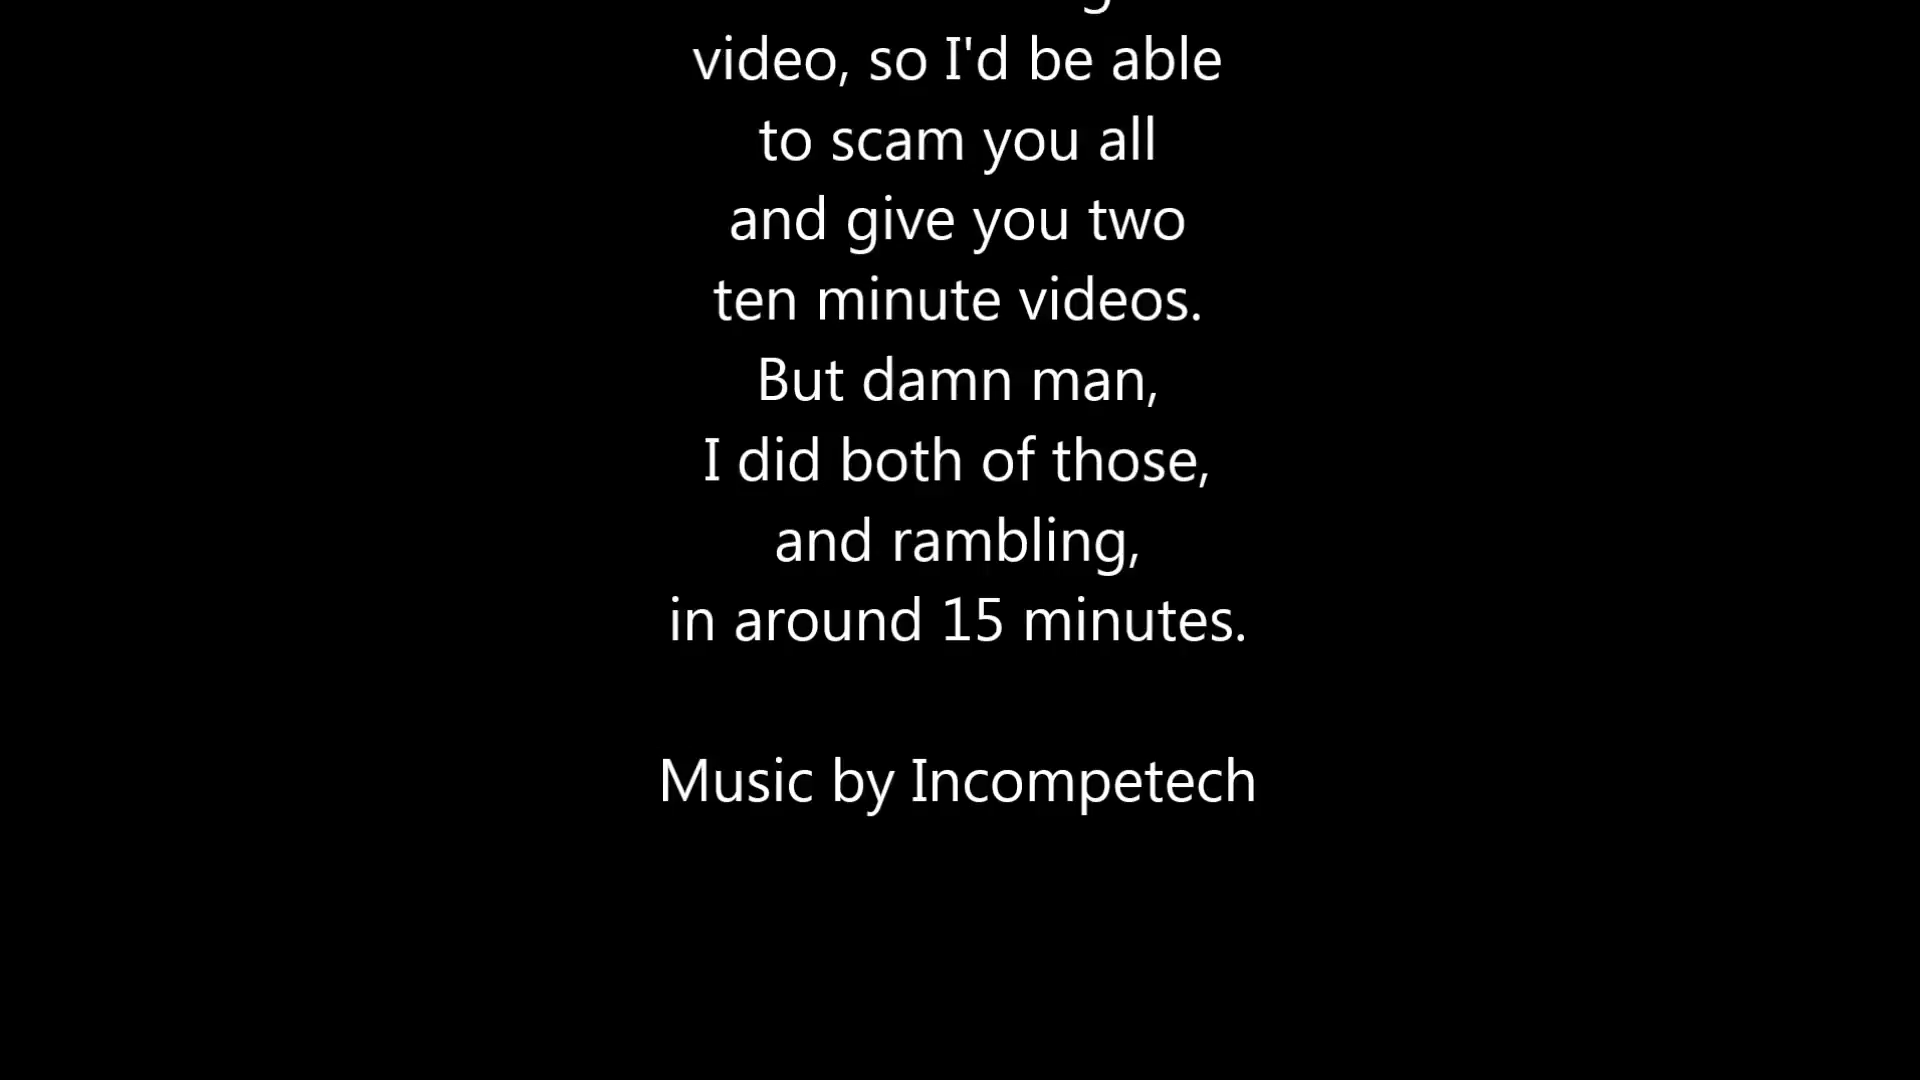 video, so I'd be able
to scam you all
and give you two
ten minute videos.
But damn man,
I did both of those,
and rambling,
in around 15 minutes.
Music by Incompetech